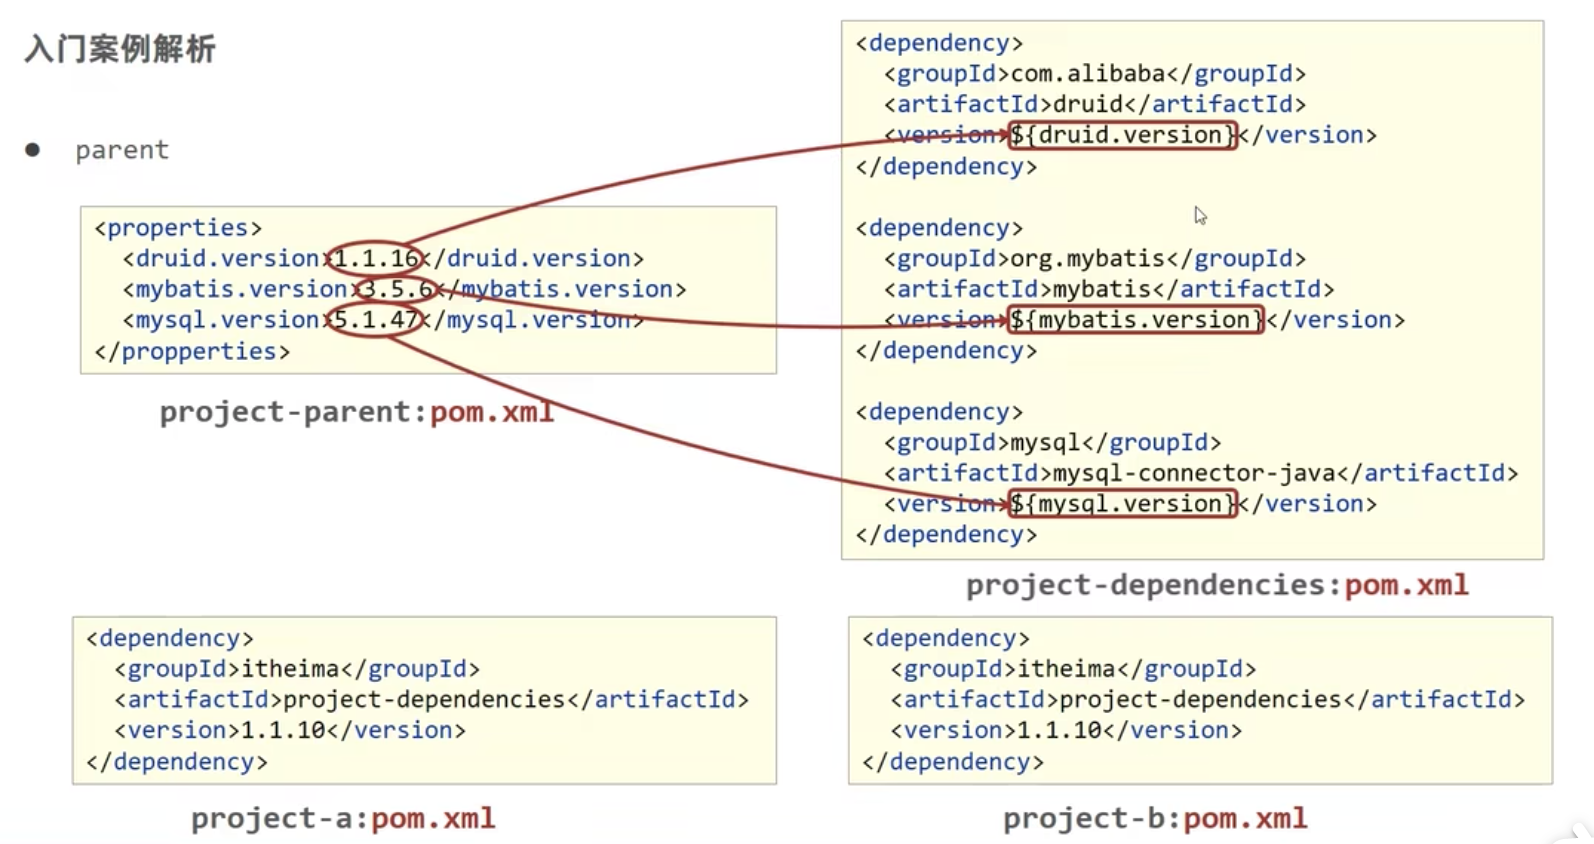 入门案例解析
● parent
<properties>
<druid.version>1.1.16</druid.version>
<mybatis.version>3.5.6</mybatis.version>
<mysql.version>5.1.47</mysql.version>
</propperties>
project-parent:pom.xml
<dependency>
<groupId>com.alibaba</groupId>
<artifactId>druid</artifactId>
<version>${druid.version}</version>
</dependency>
<dependency>
<groupId>org.mybatis</groupId>
<artifactId>mybatis</artifactId>
<version>${mybatis.version}</version>
</dependency>
<dependency>
<groupId>mysql</groupId>
<artifactId>mysql-connector-java</artifactId>
<version>${mysql.version}</version>
</dependency>
project-dependencies:pom.xml
<dependency>
<groupId>itheima</groupId>
<artifactId>project-dependencies</artifactId>
<version>1.1.10</version>
</dependency>
project-a:pom.xml
<dependency>
<groupId>itheima</groupId>
<artifactId>project-dependencies</artifactId>
<version>1.1.10</version>
</dependency>
project-b:pom.xml